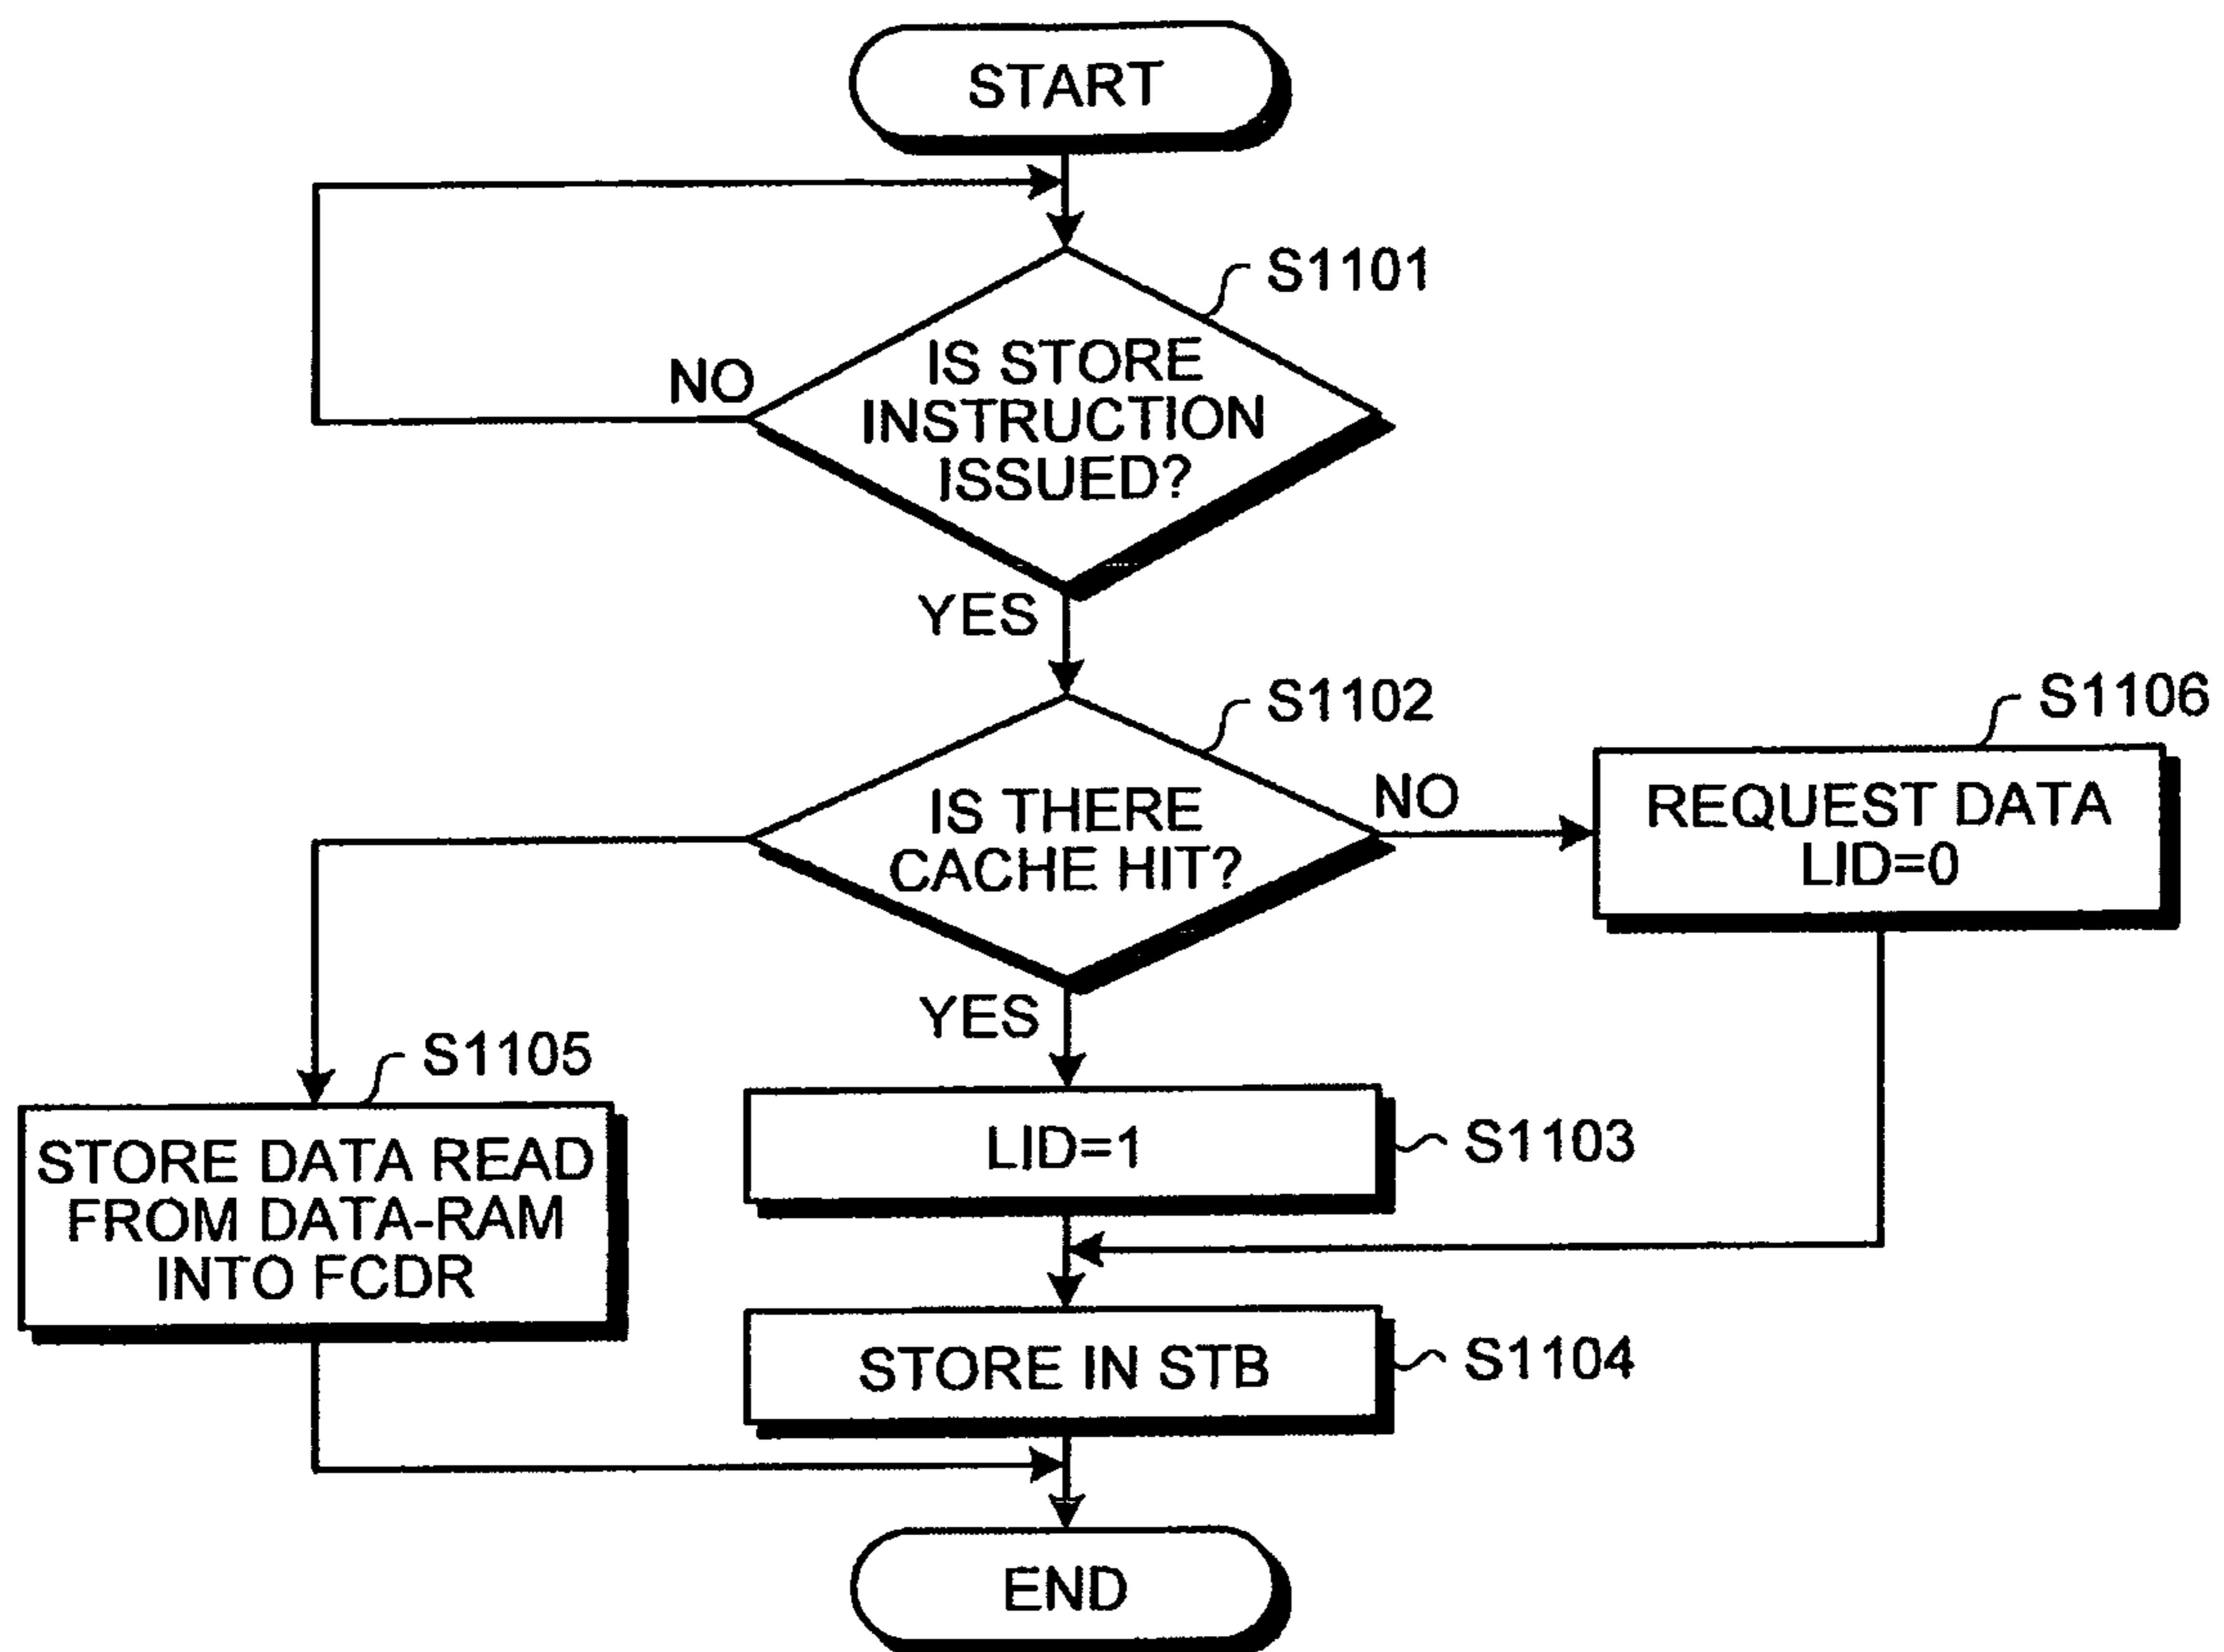 START
S1101
IS STORE
INSTRUCTION
ISSUED?
NO
YES
S1102
IS THERE
CACHE HIT?
NO
S1106
REQUEST DATA
LID=0
YES
S1105
STORE DATA READ
FROM DATA-RAM
INTO FCDR
LID=1
S1103
STORE IN STB
S1104
END